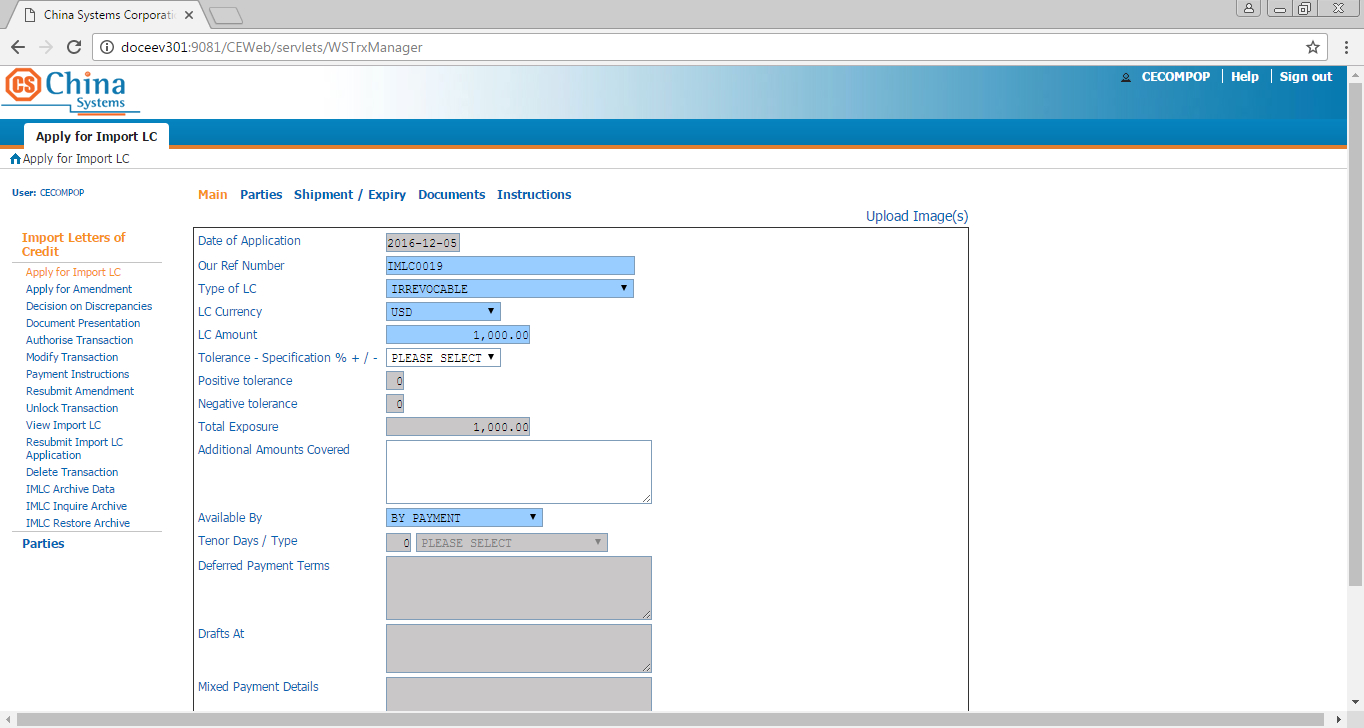 China Systems Corporati
doceev301:9081/CEWeb/servlets/WSTrxManager
CS China Systems
CECOMPOP Help Sign out
Apply for Import LC
Apply for Import LC
User: CECOMPOP
Import Letters of
Credit
Apply for Import LC
Apply for Amendment
Decision on Discrepancies
Document Presentation
Authorise Transaction
Modify Transaction
Payment Instructions
Resubmit Amendment
Unlock Transaction
View Import LC
Resubmit Import LC
Application
Delete Transaction
IMLC Archive Data
IMLC Inquire Archive
IMLC Restore Archive
Parties
Main Parties Shipment / Expiry Documents Instructions
Upload Image(s)
Date of Application 2016-12-05
Our Ref Number IMLC0019
Type of LC IRREVOCABLE
LC Currency USD
LC Amount 1,000.00
Tolerance - Specification % + / - PLEASE SELECT
Positive tolerance 0
Negative tolerance 0
Total Exposure 1,000.00
Additional Amounts Covered
Available By BY PAYMENT
Tenor Days / Type 0 PLEASE SELECT
Deferred Payment Terms
Drafts At
Mixed Payment Details